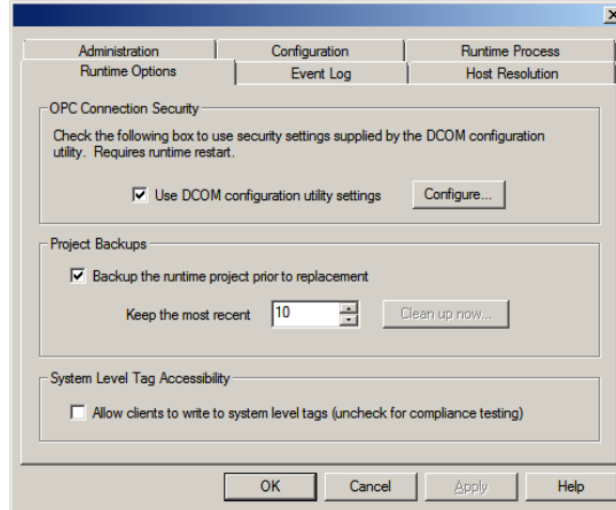 Administration
Configuration
Runtime Process
Runtime Options
Event Log
Host Resolution
OPC Connection Security
Check the following box to use security settings supplied by the DCOM configuration
utility. Requires runtime restart.
Use DCOM configuration utility settings
Configure...
Project Backups
Backup the runtime project prior to replacement
Keep the most recent
10
Clean up now...
System Level Tag Accessibility
Allow clients to write to system level tags (uncheck for compliance testing)
OK
Cancel
Apply
Help